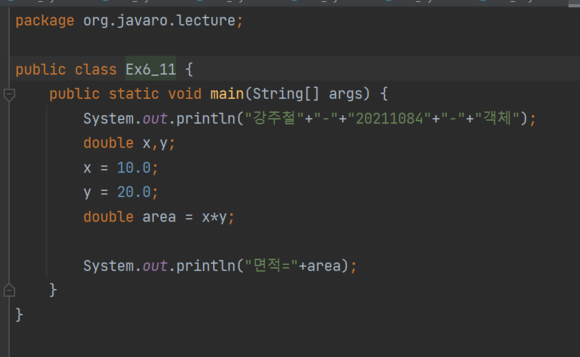 package org.javaro.lecture;
public class Ex6_11 {
public static void main(String[] args) {
System.out.println("강주철"+"-"+"20211084"+"-"+"객체");
double x,y;
x = 10.0;
y = 20.0;
double area = x*y;
System.out.println("면적="+area);
}
}